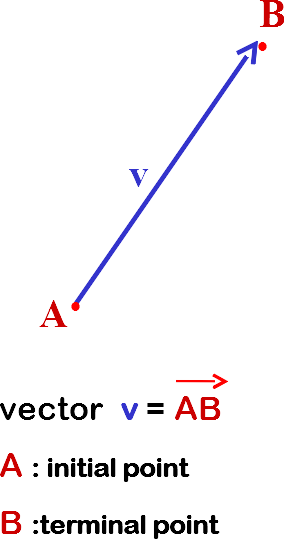 B
v
A
vector v = AB
A : initial point
B :terminal point